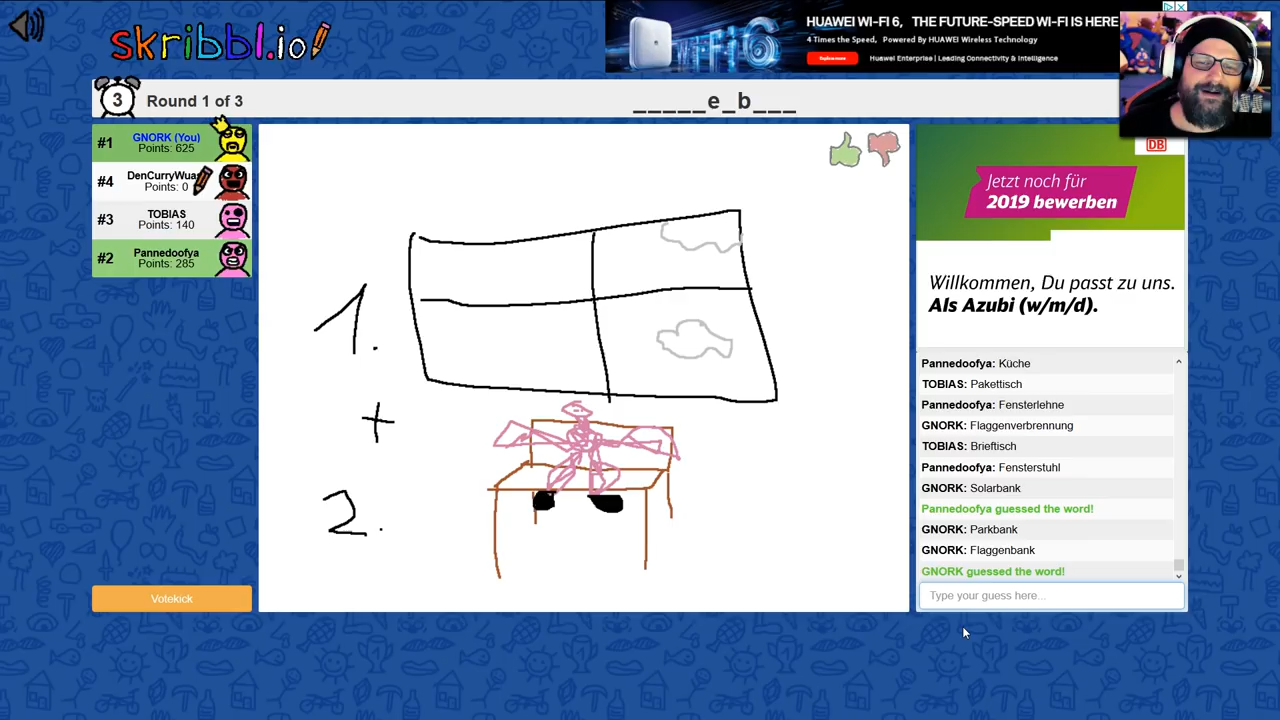 skribbl.io
HUAWEI WI-FI 6, THE FUTURE-SPEED WI-FI IS HERE
4 Times the Speed, Powered By HUAWEI Wireless Technology
Explore more
Huawei Enterprise | Leading Connectivity & Intelligence
3
Round 1 of 3
_____e_b___
#1
GNORK (You)
Points: 625
#4
DenCurryWua
Points: 0
#3
TOBIAS
Points: 140
#2
Pannedoofya
Points: 285
Votekick
1.
+
2.
DB
Jetzt noch für
2019 bewerben
Willkommen, Du passt zu uns.
Als Azubi (w/m/d).
Pannedoofya: Küche
TOBIAS: Pakettisch
Pannedoofya: Fensterlehne
GNORK: Flaggenverbrennung
TOBIAS: Brieftisch
Pannedoofya: Fensterstuhl
GNORK: Solarbank
Pannedoofya guessed the word!
GNORK: Parkbank
GNORK: Flaggenbank
GNORK guessed the word!
Type your guess here...